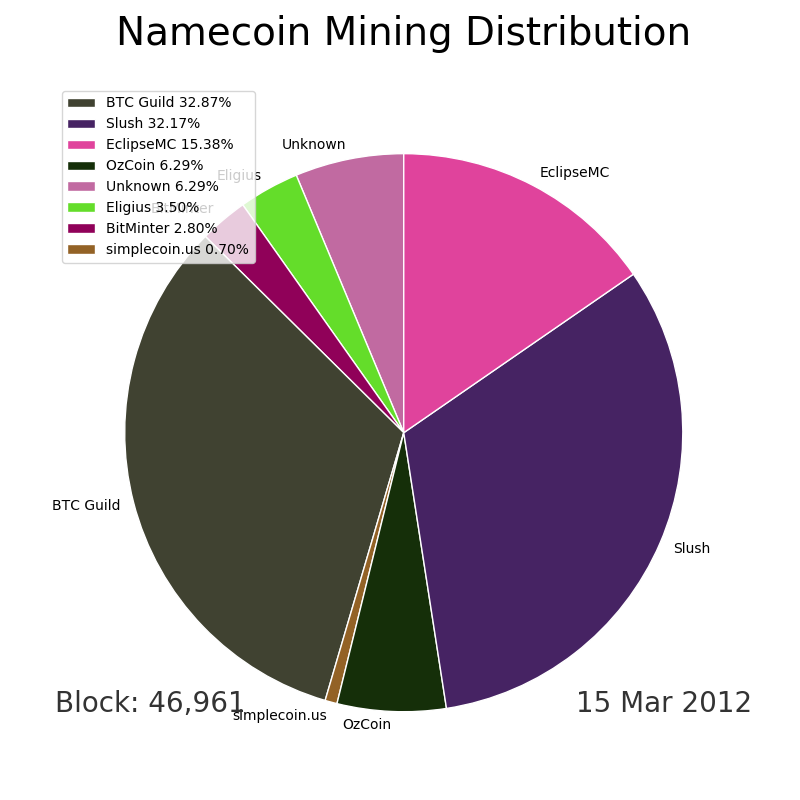 Namecoin Mining Distribution
BTC Guild 32.87%
Slush 32.17%
EclipseMC 15.38%
OzCoin 6.29%
Unknown 6.29%
Eligius 3.50%
BitMinter 2.80%
simplecoin.us 0.70%
Unknown
EclipseMC
Eligius
BitMinter
BTC Guild
Slush
simplecoin.us
OzCoin
Block: 46,961
15 Mar 2012